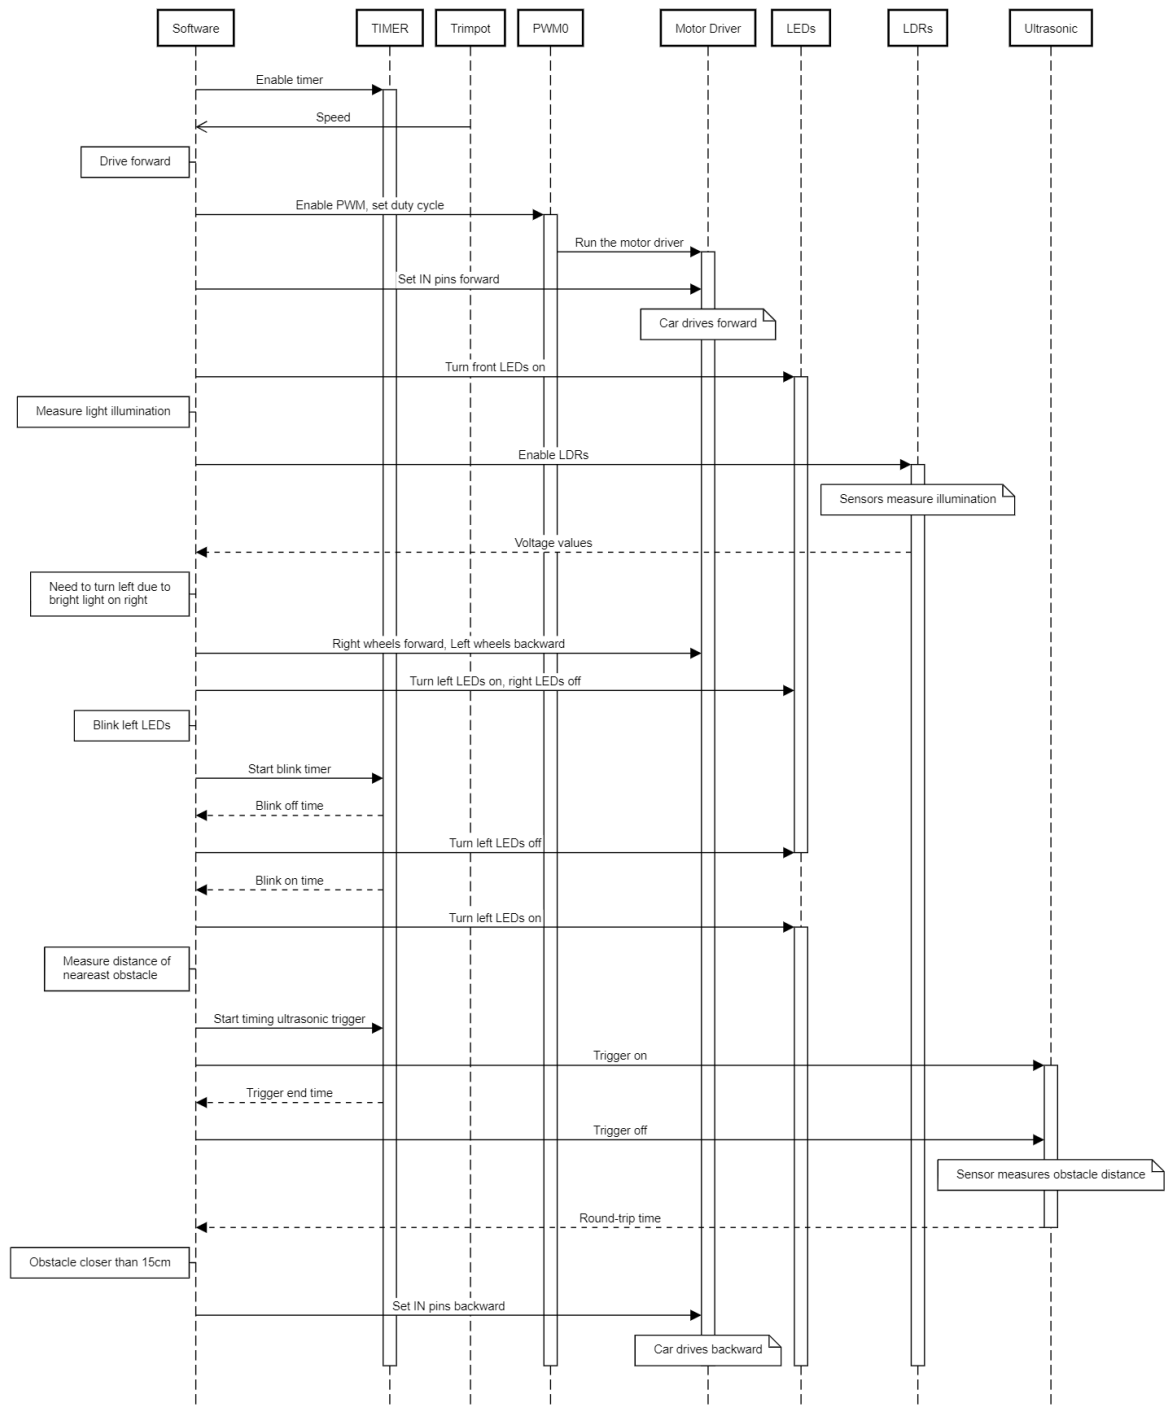 Software
TIMER
Trimpot
PWM0
Motor Driver
LEDs
LDRs
Ultrasonic
Enable timer
Speed
Drive forward
Enable PWM, set duty cycle
Run the motor driver
Set IN pins forward
Car drives forward
Turn front LEDs on
Measure light illumination
Enable LDRs
Sensors measure illumination
Voltage values
Need to turn left due to
bright light on right
Right wheels forward, Left wheels backward
Turn left LEDs on, right LEDs off
Blink left LEDs
Start blink timer
Blink off time
Turn left LEDs off
Blink on time
Turn left LEDs on
Measure distance of
neareast obstacle
Start timing ultrasonic trigger
Trigger on
Trigger end time
Trigger off
Sensor measures obstacle distance
Round-trip time
Obstacle closer than 15cm
Set IN pins backward
Car drives backward